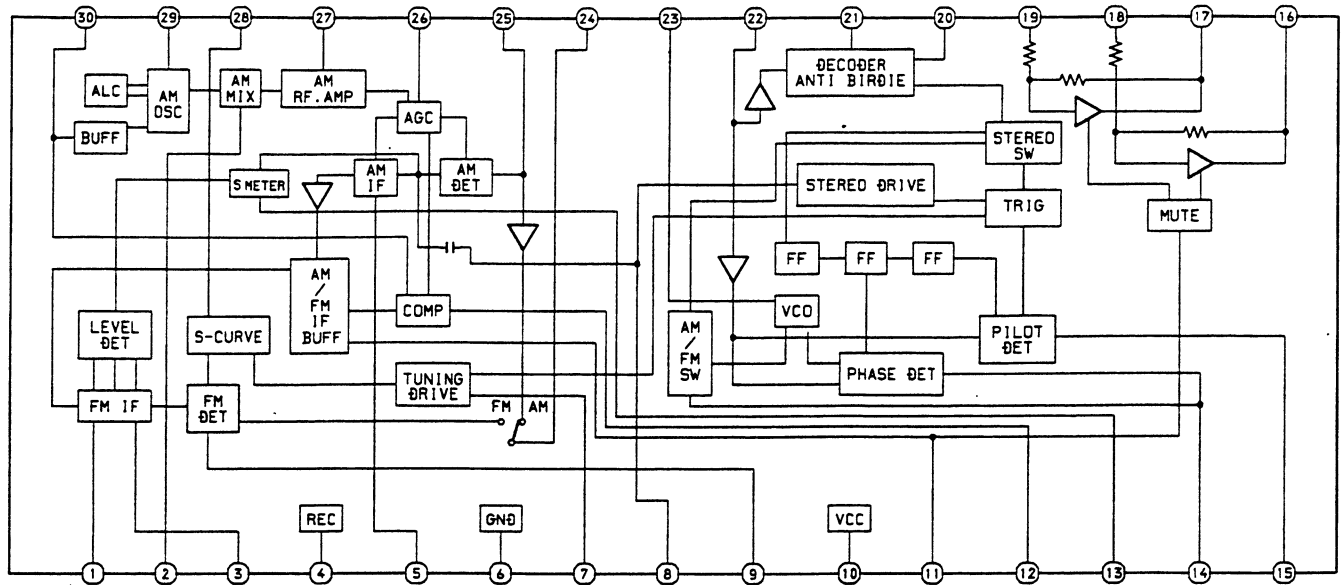 30 29 28 27 26 25 24 23 22 21 20 19 18 17 16
ALC
AM
OSC
AM
MIX
AM
RF.AMP
DECODER
ANTI BIRDIE
BUFF
AGC
STEREO
SW
S METER
AM
IF
AM
DET
STEREO DRIVE
TRIG
MUTE
AM
/
FM
IF
BUFF
FF
FF
FF
COMP
VCO
LEVEL
DET
S-CURVE
AM
/
FM
SW
PILOT
DET
TUNING
DRIVE
PHASE DET
FM IF
FM
DET
FM AM
REC
GND
VCC
1 2 3 4 5 6 7 8 9 10 11 12 13 14 15